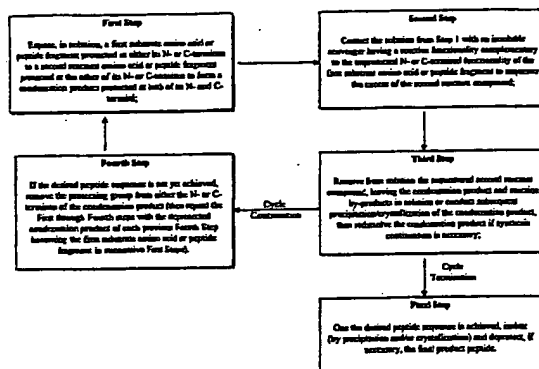 First Step
Expose, in solution, a first substrate amino acid or
peptide fragment protected at either its N- or C-terminus
to a second reactant amino acid or peptide fragment
protected at the other of its N- or C-terminus to form a
condensation product protected at both of its N- and C-
termini;
Second Step
Contact the solution from Step 1 with an insoluble
scavenger having a reaction functionality complementary
to the unprotected N- or C-terminal functionality of the
first substrate amino acid or peptide fragment to sequester
the excess of the second reactant compound;
Third Step
Remove from solution the sequestered second reactant
compound, leaving the condensation product and reaction
by-products in solution or conduct subsequent
precipitation/crystallization of the condensation product,
then redissolve the condensation product if synthesis
continuation is necessary;
Cycle
Continuation
Fourth Step
If the desired peptide sequence is not yet achieved,
remove the protecting group from either the N- or C-
terminus of the condensation product (then repeat the
First through Fourth steps with the deprotected
condensation product of each previous Fourth Step
becoming the first substrate amino acid or peptide
fragment in successive First Steps).
Cycle
Termination
Final Step
One the desired peptide sequence is achieved, isolate
(by precipitation and/or crystallization) and deprotect, if
necessary, the final product peptide.